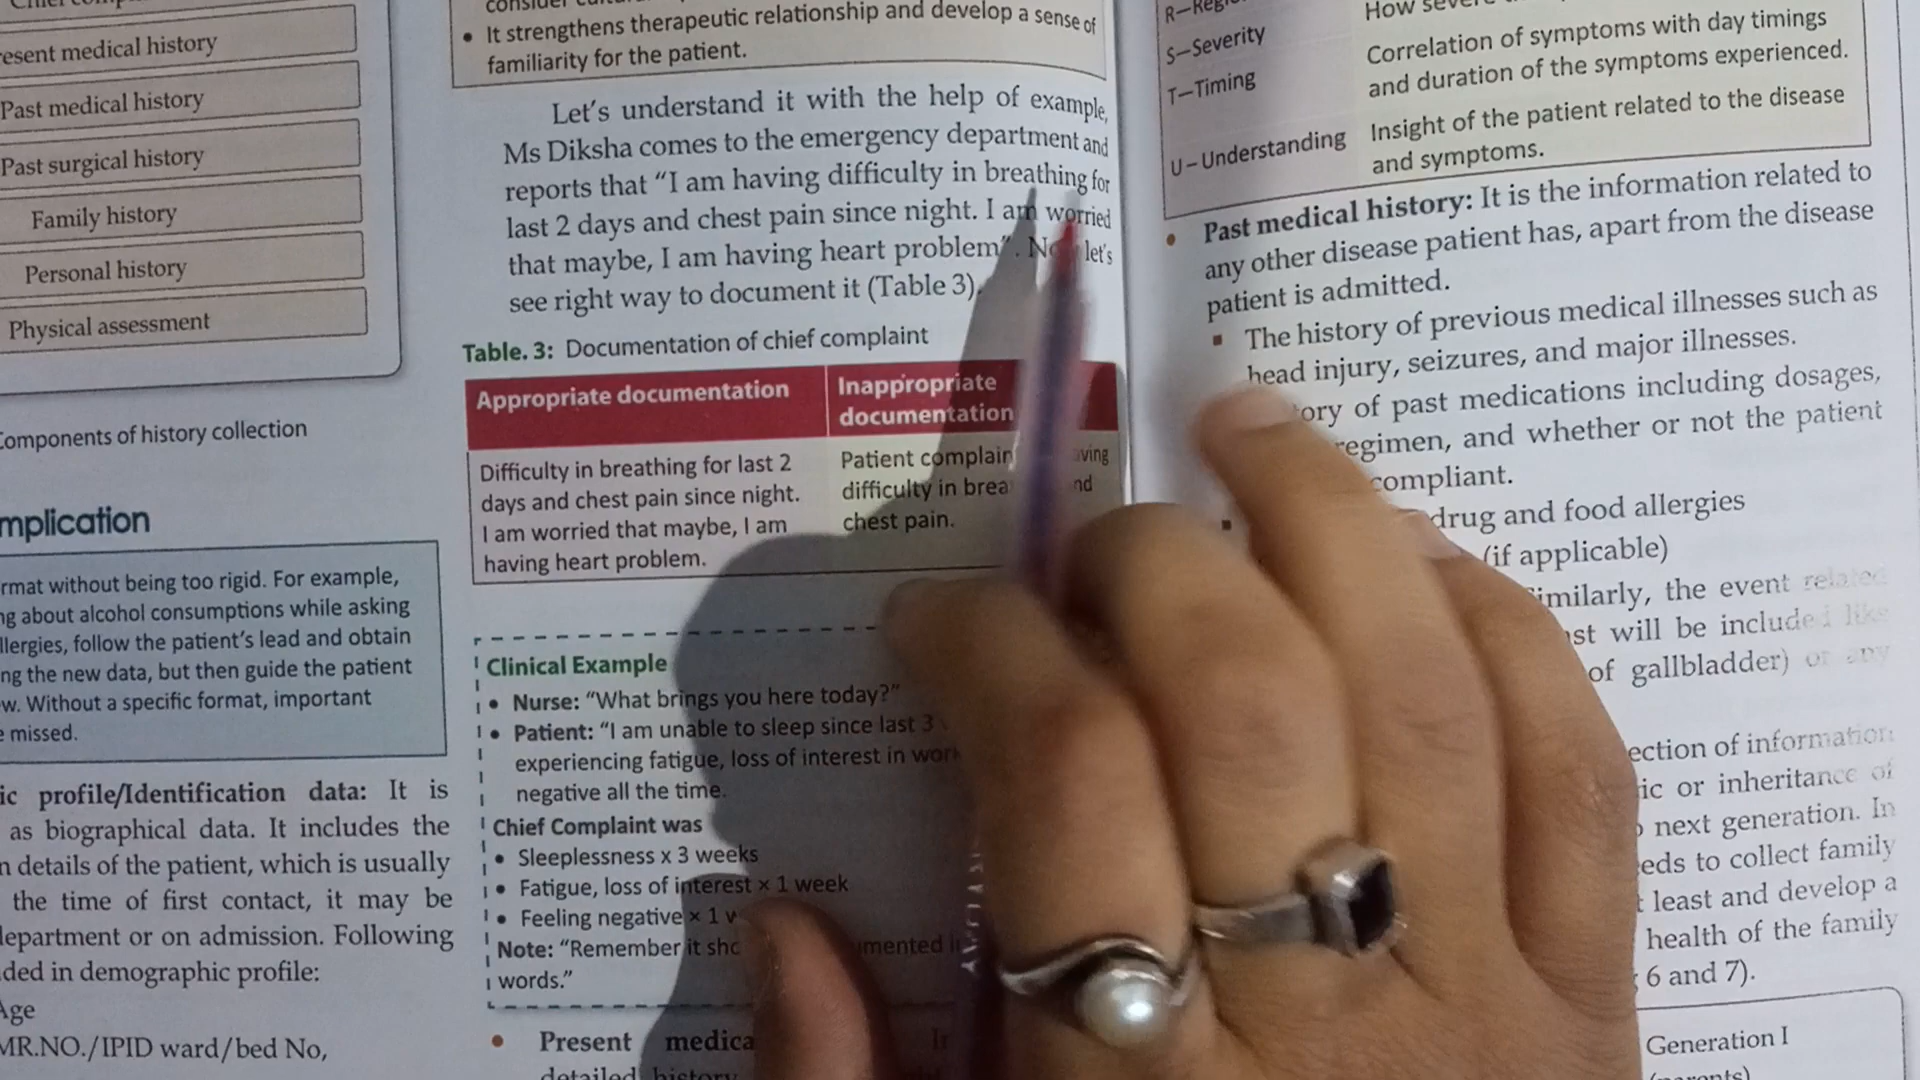 esent medical history
Past medical history
Past surgical history
Family history
Personal history
Physical assessment
Components of history collection
mplication
rmat without being too rigid. For example,
ng about alcohol consumptions while asking
llergies, follow the patient's lead and obtain
ng the new data, but then guide the patient
w. Without a specific format, important
e missed.
ic profile/Identification data: It is
as biographical data. It includes the
n details of the patient, which is usually
the time of first contact, it may be
department or on admission. Following
ded in demographic profile:
Age
MR.NO./IPID ward/bed No,
• It strengthens therapeutic relationship and develop a sense of
familiarity for the patient.
Let's understand it with the help of example,
Ms Diksha comes to the emergency department and
reports that "I am having difficulty in breathing for
last 2 days and chest pain since night. I am worried
that maybe, I am having heart problem". let's
see right way to document it (Table 3).
Table. 3: Documentation of chief complaint
Appropriate documentation
Inappropriate
documentation
Difficulty in breathing for last 2
days and chest pain since night.
I am worried that maybe, I am
having heart problem.
Patient complain ving
difficulty in brea nd
chest pain.
Clinical Example
• Nurse: "What brings you here today?"
• Patient: "I am unable to sleep since last 3
experiencing fatigue, loss of interest in work
negative all the time.
Chief Complaint was
• Sleeplessness x 3 weeks
• Fatigue, loss of interest × 1 week
• Feeling negative × 1 w
Note: "Remember it sho umented i
words."
• Present medica
detailed history
S—Severity
How severe
T—Timing
Correlation of symptoms with day timings
and duration of the symptoms experienced.
U—Understanding
Insight of the patient related to the disease
and symptoms.
• Past medical history: It is the information related to
any other disease patient has, apart from the disease
patient is admitted.
▪ The history of previous medical illnesses such as
head injury, seizures, and major illnesses.
ory of past medications including dosages,
regimen, and whether or not the patient
compliant.
▪ drug and food allergies
(if applicable)
imilarly, the event related
st will be included like
of gallbladder) or any
ection of information
ic or inheritance of
next generation. In
eds to collect family
t least and develop a
health of the family
6 and 7).
Generation I
(parents)